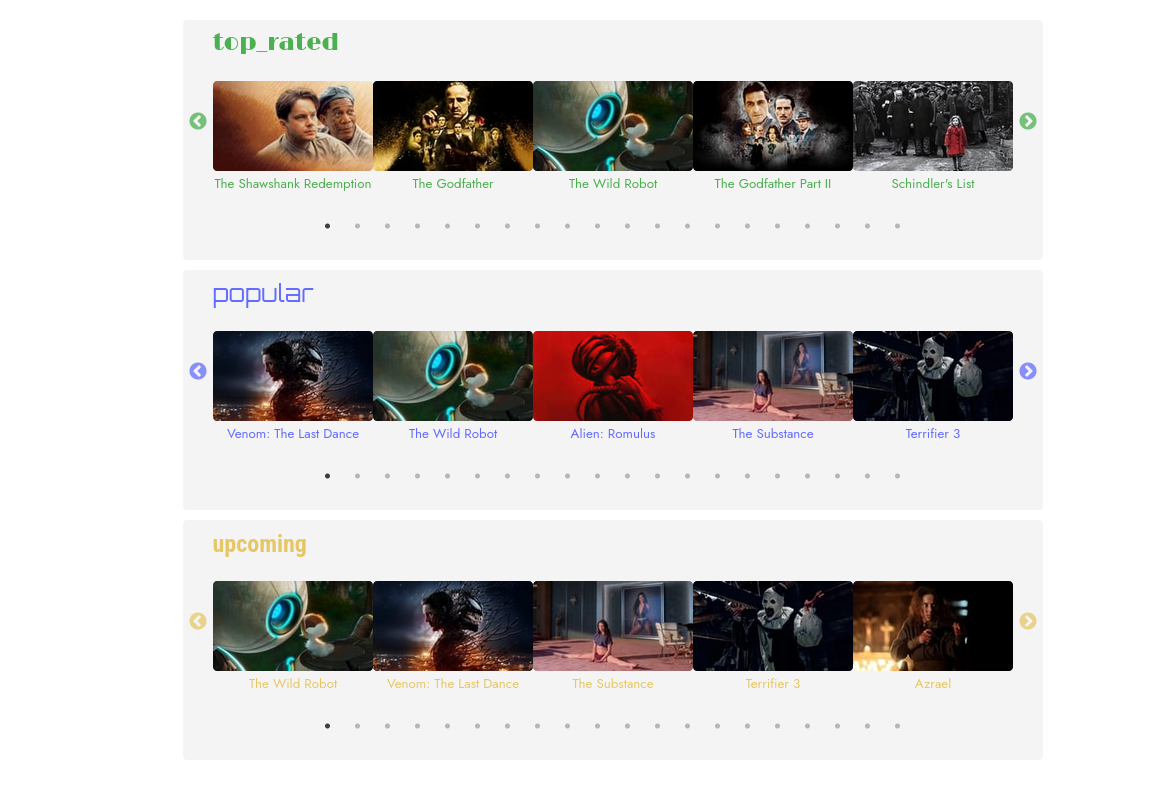 top_rated
The Shawshank Redemption
The Godfather
The Wild Robot
The Godfather Part II
Schindler's List
popular
Venom: The Last Dance
The Wild Robot
Alien: Romulus
The Substance
Terrifier 3
upcoming
The Wild Robot
Venom: The Last Dance
The Substance
Terrifier 3
Azrael